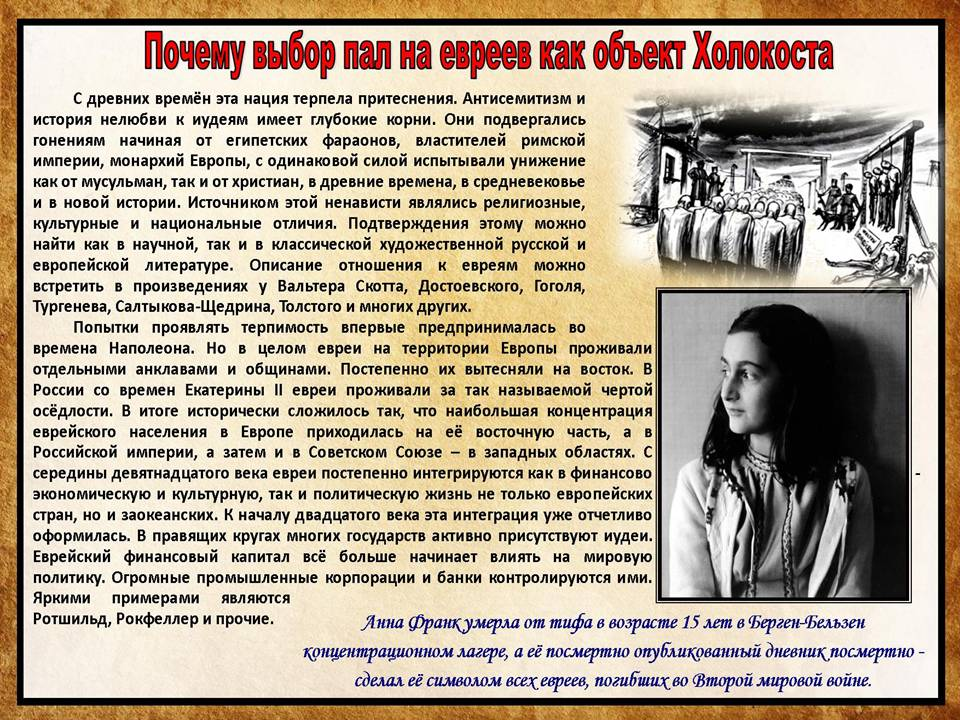 Почему выбор пал на евреев как объект Холокоста
С древних времён эта нация терпела притеснения. Антисемитизм и
история нелюбви к иудеям имеет глубокие корни. Они подвергались
гонениям начиная от египетских фараонов, властителей римской
империи, монархий Европы, с одинаковой силой испытывали унижение
как от мусульман, так и от христиан, в древние времена, в средневековье
и в новой истории. Источником этой ненависти являлись религиозные,
культурные и национальные отличия. Подтверждения этому можно
найти как в научной, так и в классической художественной русской и
европейской литературе. Описание отношения к евреям можно
встретить в произведениях у Вальтера Скотта, Достоевского, Гоголя,
Тургенева, Салтыкова-Щедрина, Толстого и многих других.
Попытки проявлять терпимость впервые предпринималась во
времена Наполеона. Но в целом евреи на территории Европы проживали
отдельными анклавами и общинами. Постепенно их вытесняли на восток. В
России со времен Екатерины II евреи проживали за так называемой чертой
осёдлости. В итоге исторически сложилось так, что наибольшая концентрация
еврейского населения в Европе приходилась на её восточную часть, а в
Российской империи, а затем и в Советском Союзе – в западных областях. С
середины девятнадцатого века евреи постепенно интегрируются как в финансово -
экономическую и культурную, так и политическую жизнь не только европейских
стран, но и заокеанских. К началу двадцатого века эта интеграция уже отчетливо
оформилась. В правящих кругах многих государств активно присутствуют иудеи.
Еврейский финансовый капитал всё больше начинает влиять на мировую
политику. Огромные промышленные корпорации и банки контролируются ими.
Яркими примерами являются
Ротшильд, Рокфеллер и прочие.
Анна Франк умерла от тифа в возрасте 15 лет в Берген-Бельзен
концентрационном лагере, а её посмертно опубликованный дневник посмертно -
сделал её символом всех евреев, погибших во Второй мировой войне.